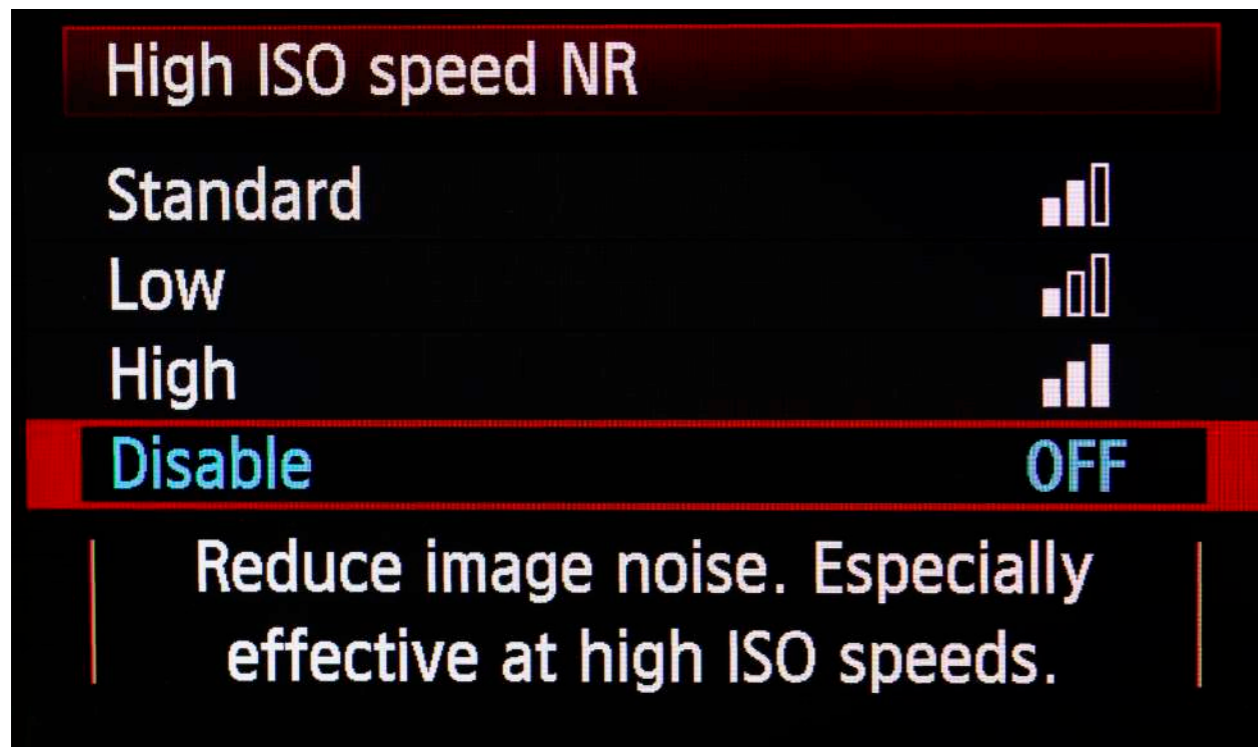 High ISO speed NR
Standard
Low
High
Disable OFF
Reduce image noise. Especially
effective at high ISO speeds.